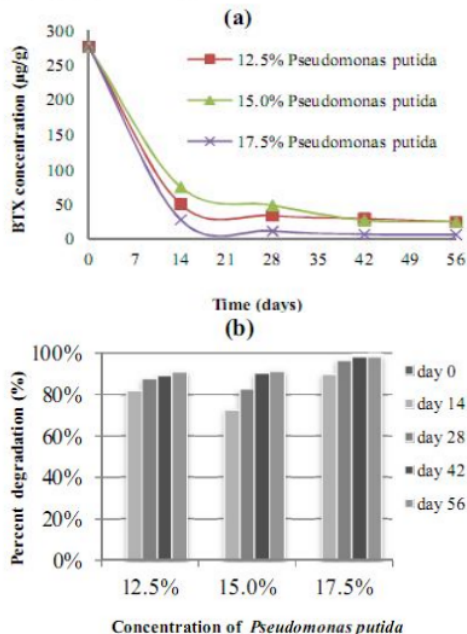 (a)
300
250
200
150
100
50
0
BTX concentration (µg/g)
12.5% Pseudomonas putida
15.0% Pseudomonas putida
17.5% Pseudomonas putida
0 7 14 21 28 35 42 49 56
Time (days)
(b)
100%
80%
60%
40%
20%
0%
Percent degradation (%)
day 0
day 14
day 28
day 42
day 56
12.5% 15.0% 17.5%
Concentration of Pseudomonas putida